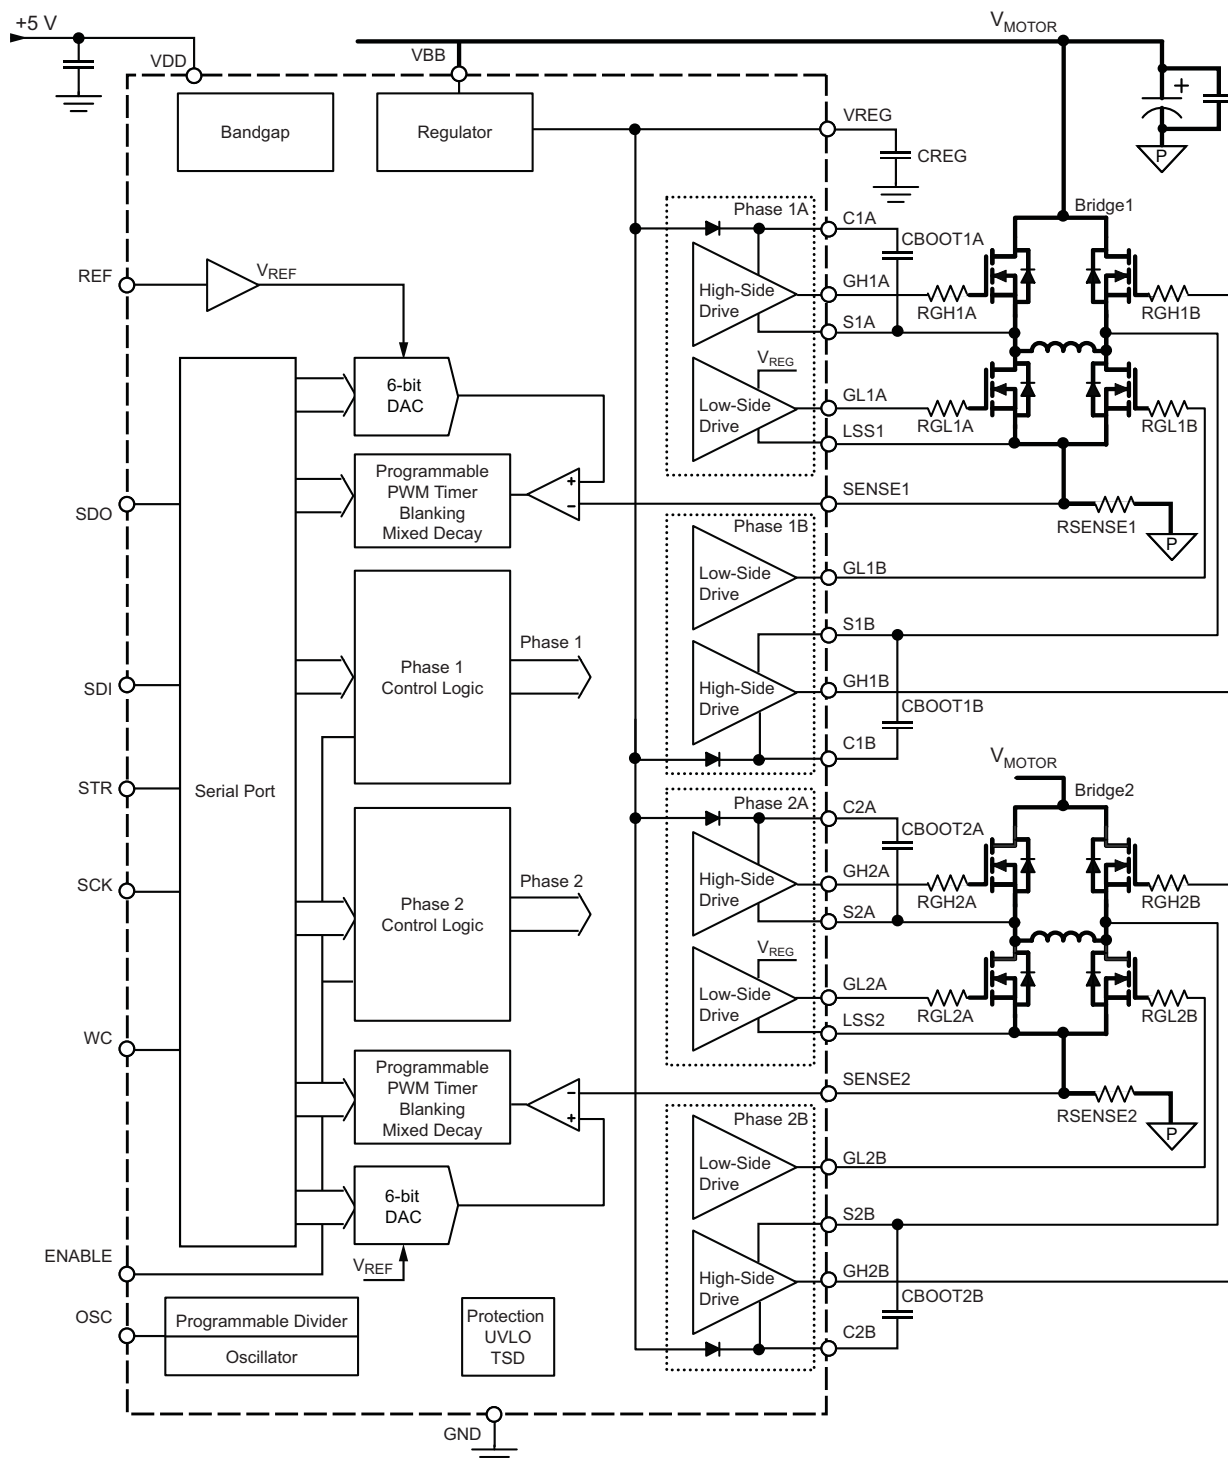 +5 V
VDD
VBB
VMOTOR
+
P
Bandgap
Regulator
VREG
CREG
Phase 1A
C1A
CBOOT1A
Bridge1
REF
VREF
High-Side
Drive
GH1A
RGH1A
RGH1B
S1A
VREG
6-bit
DAC
Low-Side
Drive
GL1A
RGL1A
RGL1B
LSS1
Programmable
PWM Timer
Blanking
Mixed Decay
+
−
SENSE1
RSENSE1
P
SDO
Phase 1B
Low-Side
Drive
GL1B
S1B
Phase 1
Phase 1
Control Logic
SDI
High-Side
Drive
GH1B
CBOOT1B
C1B
VMOTOR
STR
Serial Port
Phase 2A
C2A
CBOOT2A
Bridge2
SCK
Phase 2
Phase 2
Control Logic
High-Side
Drive
GH2A
RGH2A
RGH2B
S2A
VREG
Low-Side
Drive
GL2A
RGL2A
RGL2B
LSS2
WC
Programmable
PWM Timer
Blanking
Mixed Decay
−
+
SENSE2
RSENSE2
P
Phase 2B
Low-Side
Drive
GL2B
6-bit
DAC
S2B
ENABLE
VREF
High-Side
Drive
GH2B
CBOOT2B
C2B
OSC
Programmable Divider
Oscillator
Protection
UVLO
TSD
GND